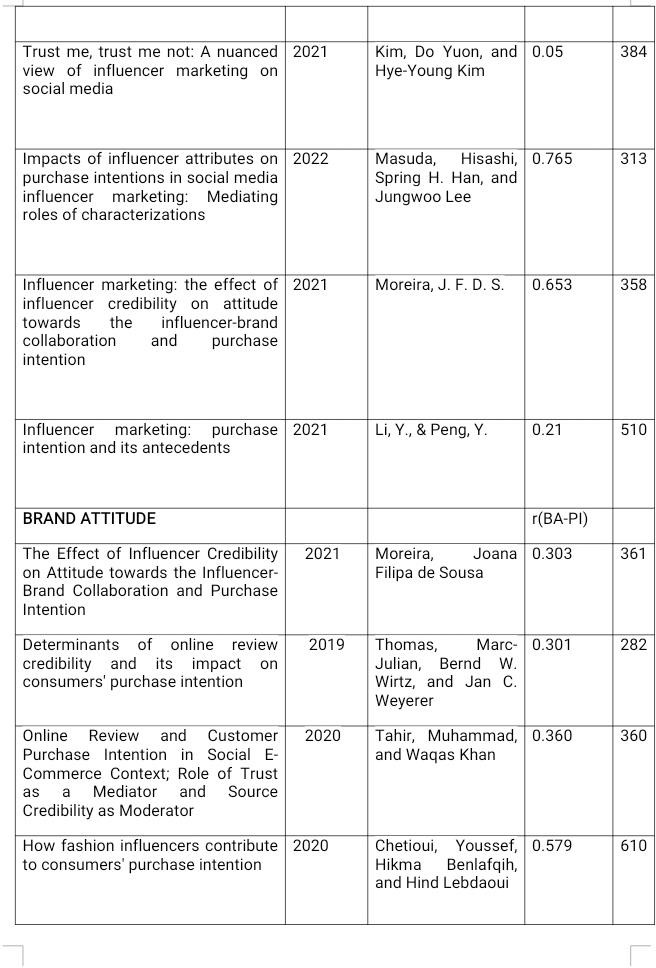 Trust me, trust me not: A nuanced
view of influencer marketing on
social media
2021
Kim, Do Yuon, and
Hye-Young Kim
0.05
384
Impacts of influencer attributes on
purchase intentions in social media
influencer marketing: Mediating
roles of characterizations
2022
Masuda, Hisashi,
Spring H. Han, and
Jungwoo Lee
0.765
313
Influencer marketing: the effect of
influencer credibility on attitude
towards the influencer-brand
collaboration and purchase
intention
2021
Moreira, J. F. D. S.
0.653
358
Influencer marketing: purchase
intention and its antecedents
2021
Li, Y., & Peng, Y.
0.21
510
BRAND ATTITUDE
r(BA-PI)
The Effect of Influencer Credibility
on Attitude towards the Influencer-
Brand Collaboration and Purchase
Intention
2021
Moreira, Joana
Filipa de Sousa
0.303
361
Determinants of online review
credibility and its impact on
consumers' purchase intention
2019
Thomas, Marc-
Julian, Bernd W.
Wirtz, and Jan C.
Weyerer
0.301
282
Online Review and Customer
Purchase Intention in Social E-
Commerce Context; Role of Trust
as a Mediator and Source
Credibility as Moderator
2020
Tahir, Muhammad,
and Waqas Khan
0.360
360
How fashion influencers contribute
to consumers' purchase intention
2020
Chetioui, Youssef,
Hikma Benlafqih,
and Hind Lebdaoui
0.579
610